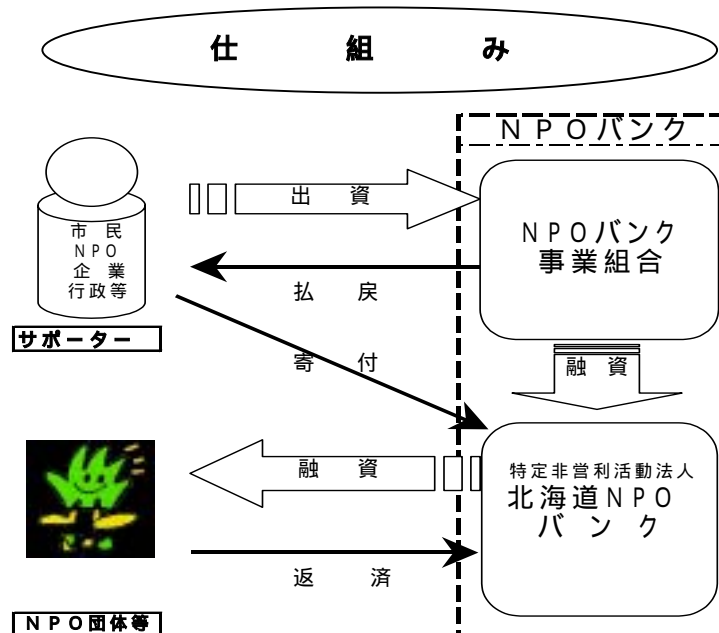 仕 組 み
NPOバンク
出 資
市民
NPO
企業
行政等
NPOバンク
事業組合
払 戻
サポーター
寄 付
融 資
融 資
特定非営利活動法人
北海道NPO
バ ン ク
返 済
NPO団体等